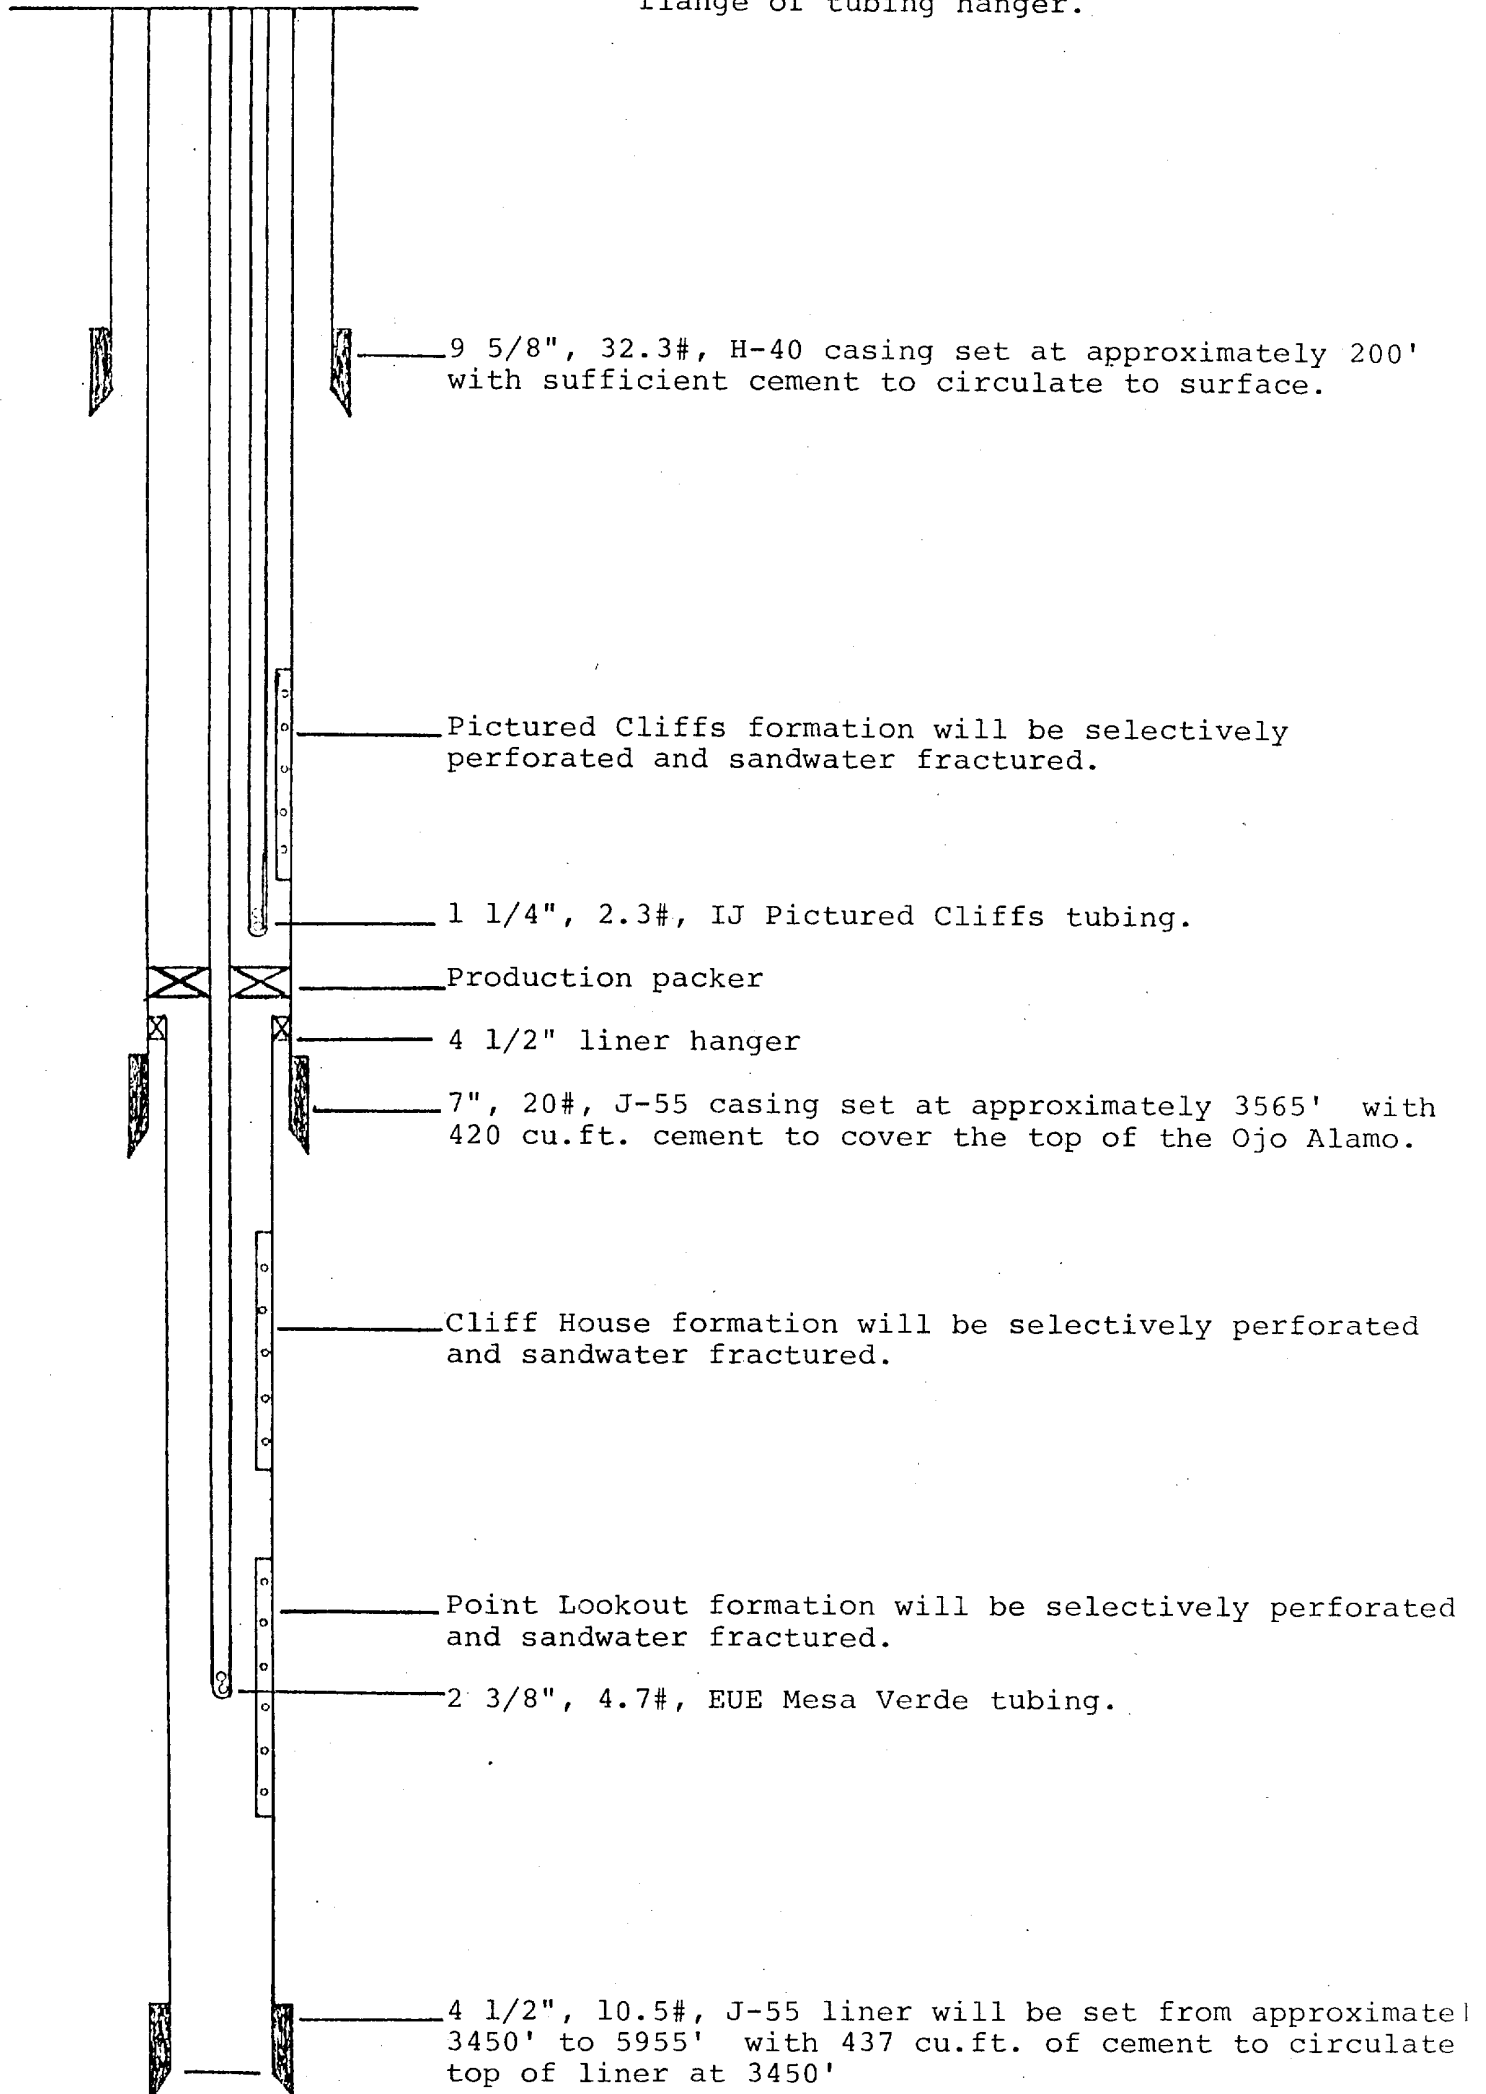 flange of tubing hanger.
9 5/8", 32.3#, H-40 casing set at approximately 200'
with sufficient cement to circulate to surface.
Pictured Cliffs formation will be selectively
perforated and sandwater fractured.
1 1/4", 2.3#, IJ Pictured Cliffs tubing.
Production packer
4 1/2" liner hanger
7", 20#, J-55 casing set at approximately 3565' with
420 cu.ft. cement to cover the top of the Ojo Alamo.
Cliff House formation will be selectively perforated
and sandwater fractured.
Point Lookout formation will be selectively perforated
and sandwater fractured.
2 3/8", 4.7#, EUE Mesa Verde tubing.
4 1/2", 10.5#, J-55 liner will be set from approximatel
3450' to 5955' with 437 cu.ft. of cement to circulate
top of liner at 3450'